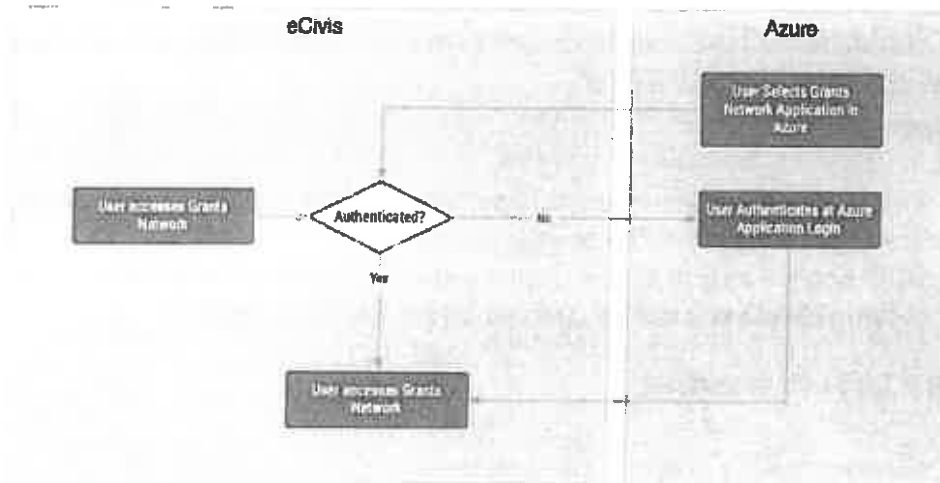 eCivis
Azure
User Selects Grants
Network Application in
Azure
User accesses Grants
Network
Authenticated?
No
User Authenticates at Azure
Application Login
Yes
User accesses Grants
Network